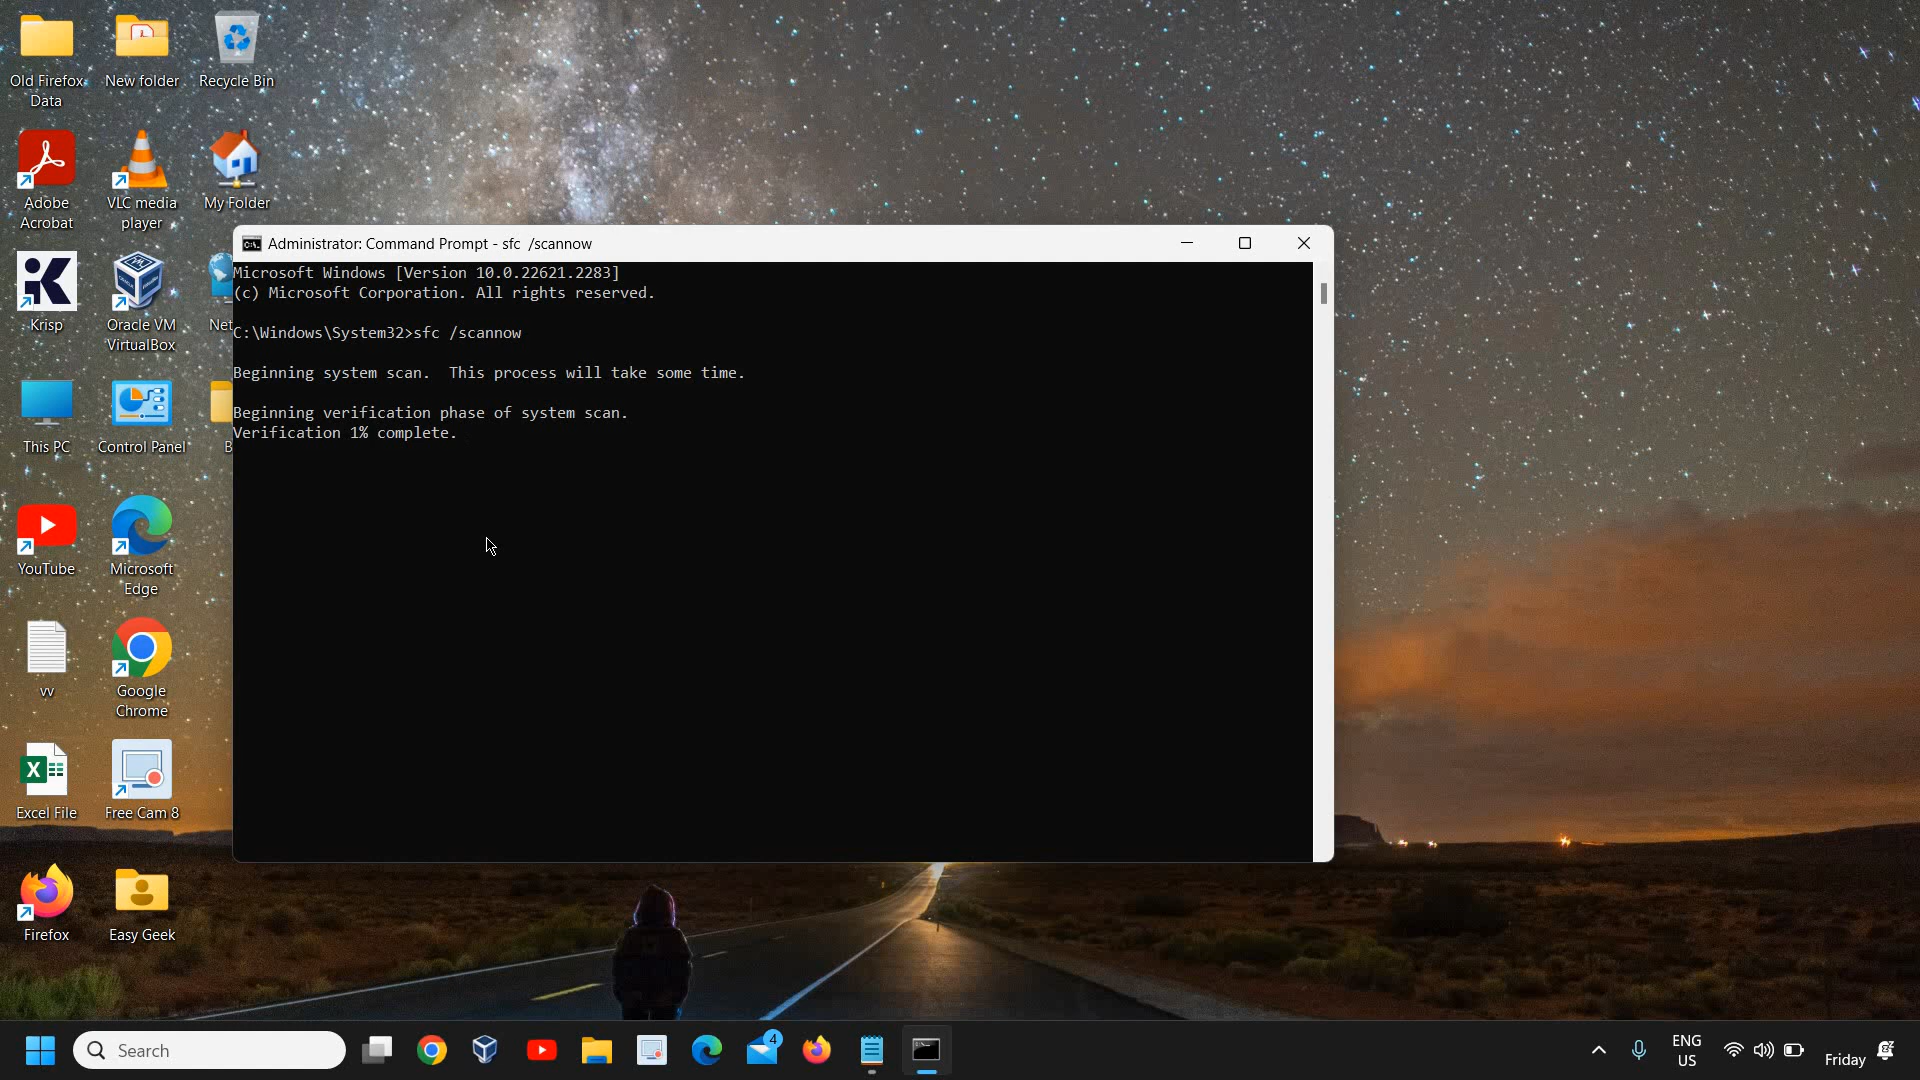 Old Firefox
Data
New folder
Recycle Bin
Adobe
Acrobat
VLC media
player
My Folder
Krisp
Oracle VM
VirtualBox
Net
This PC
Control Panel
B
YouTube
Microsoft
Edge
vv
Google
Chrome
Excel File
Free Cam 8
Firefox
Easy Geek
Administrator: Command Prompt - sfc  /scannow
Microsoft Windows [Version 10.0.22621.2283]
(c) Microsoft Corporation. All rights reserved.
C:\Windows\System32>sfc /scannow
Beginning system scan.  This process will take some time.
Beginning verification phase of system scan.
Verification 1% complete.
Search
4
ENG
US
Friday